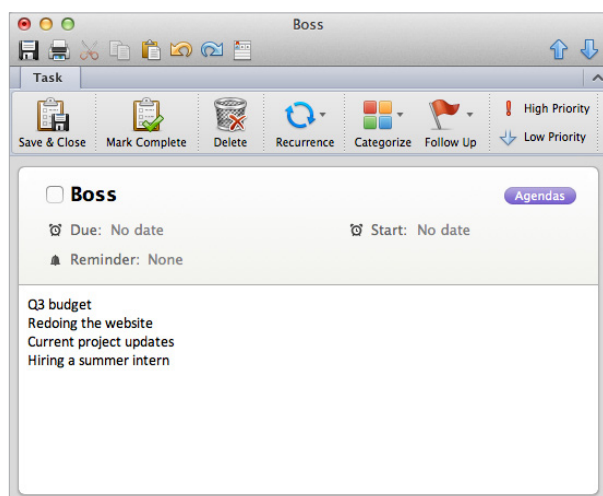 Boss
Task
Save & Close
Mark Complete
Delete
Recurrence
Categorize
Follow Up
High Priority
Low Priority
Boss
Agendas
Due: No date
Start: No date
Reminder: None
Q3 budget
Redoing the website
Current project updates
Hiring a summer intern